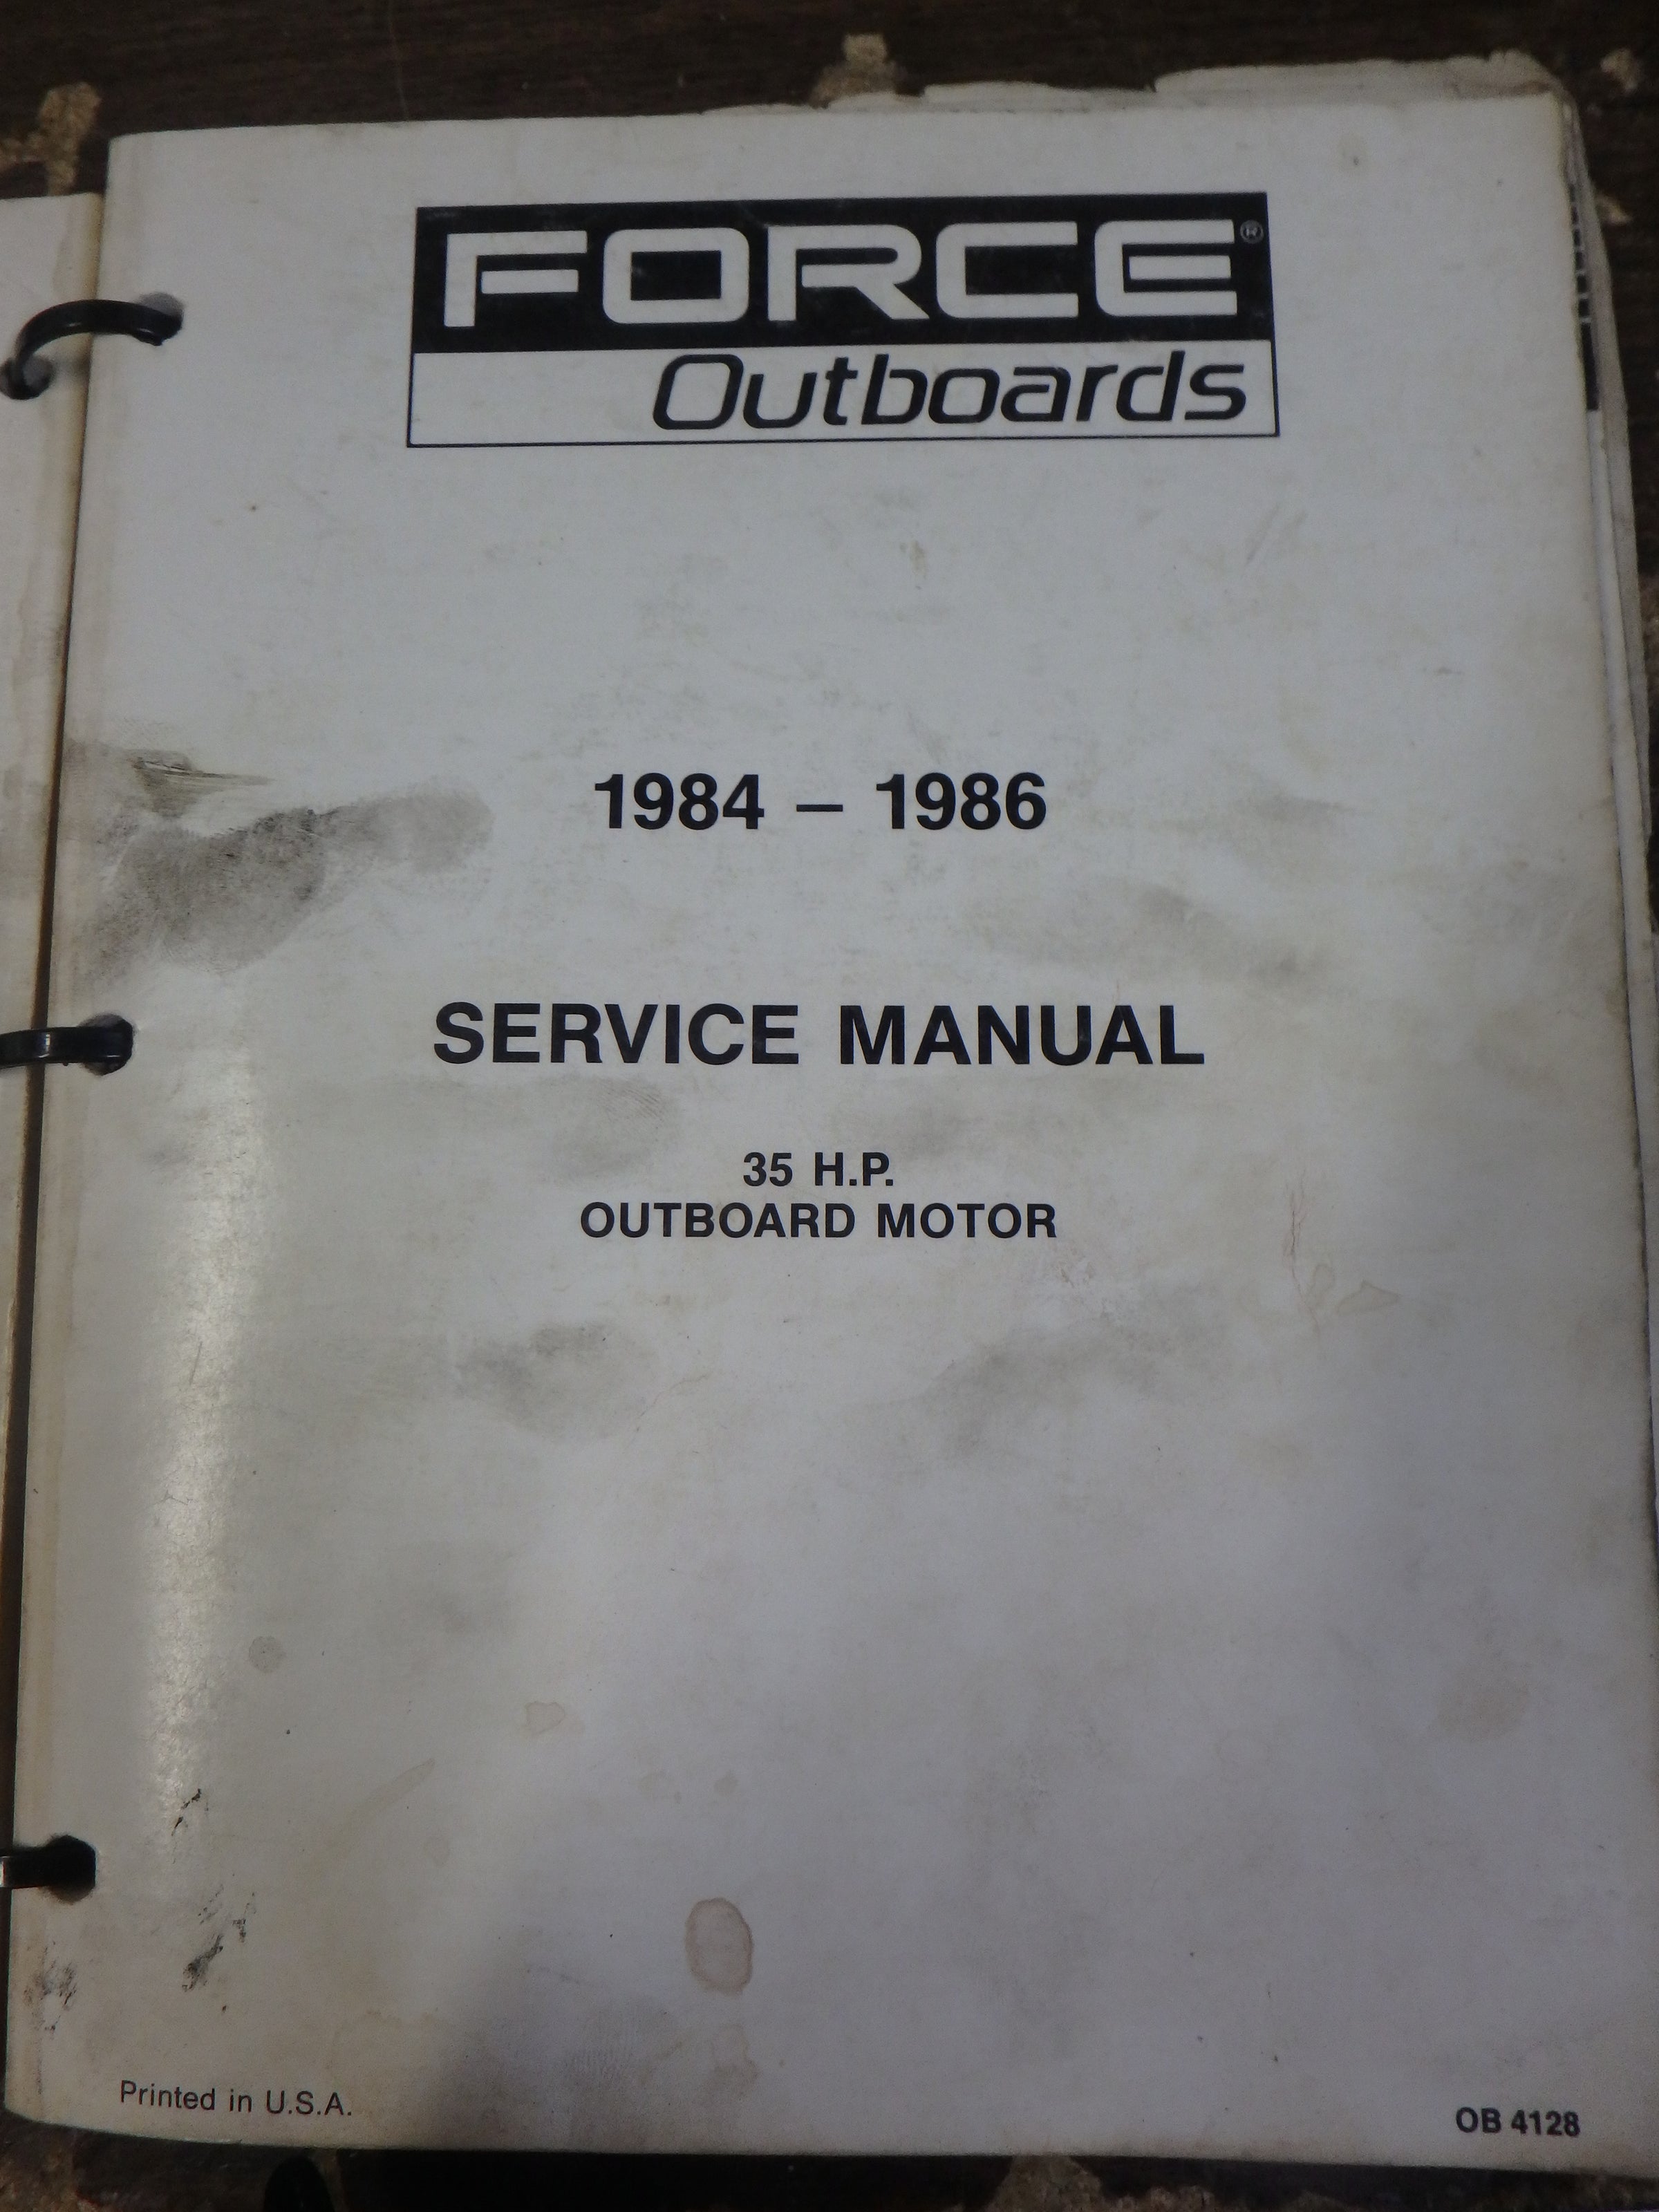 FORCE®
Outboards
1984 – 1986
SERVICE MANUAL
35 H.P.
OUTBOARD MOTOR
Printed in U.S.A.
OB 4128